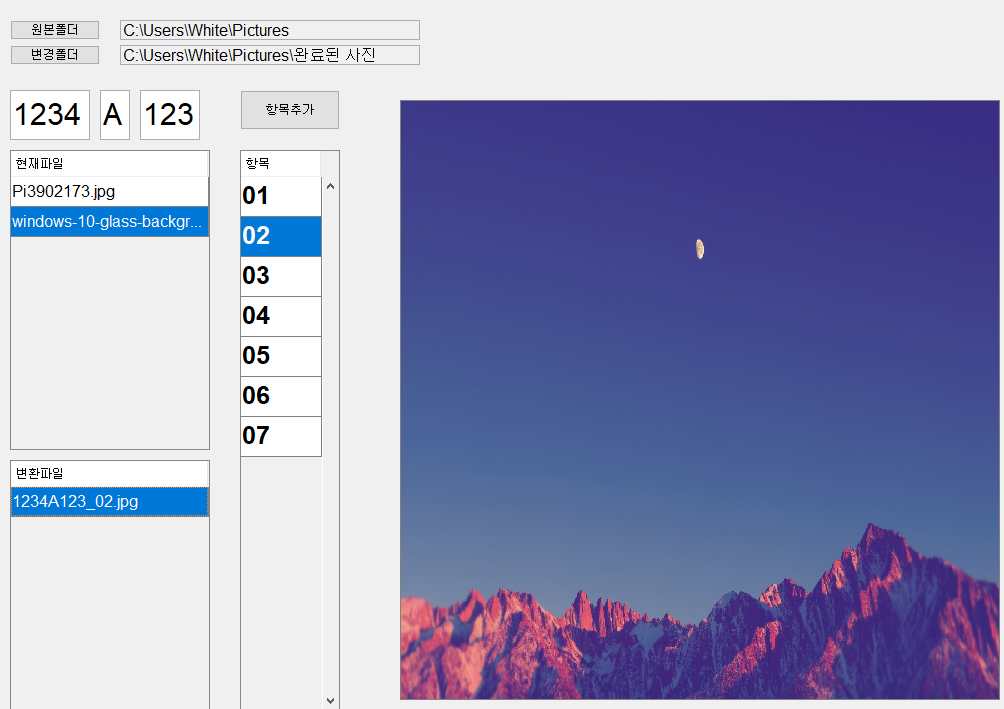 원본폴더 C:\Users\White\Pictures
변경폴더 C:\Users\White\Pictures\완료된 사진
1234 A 123 항목추가
현재파일
Pi3902173.jpg
windows-10-glass-backgr...
변환파일
1234A123_02.jpg
항목
01
02
03
04
05
06
07